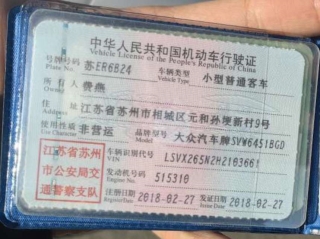 中华人民共和国机动车行驶证
Vehicle License of the People's Republic of China
号牌号码 苏ER6B24 车辆类型 小型普通客车
Plate No. Vehicle Type
所有人 费燕
Owner
住址 江苏省苏州市相城区元和孙埂新村9号
Address
使用性质 非营运 品牌型号 大众汽车牌SVW6451BGD
Use Character Model
江苏省苏州 车辆识别代号 LSVX265N2H2103661
VIN
市公安局交 发动机号码 515310
Engine No.
通警察支队 注册日期 2018-02-27 发证日期 2018-02-27
Register Date Issue Date